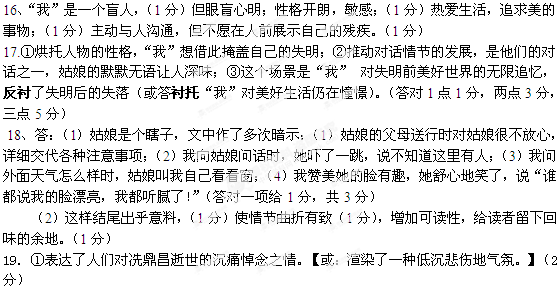 16、“我”是一个盲人，（1 分）但眼盲心明；性格开朗，敏感；（1 分）热爱生活，追求美的
事物；（1 分）主动与人沟通，但不愿在人前展示自己的残疾。（1 分）
17.①烘托人物的性格，“我”想借此掩盖自己的失明；②推动对话情节的发展，是他们的对
话之一，姑娘的默默无语让人深味；③这个场景是“我” 对失明前美好世界的无限追忆，
反衬了失明后的失落（或答衬托“我”对美好生活仍在憧憬）。（答对 1 点 1 分，两点 3 分，
三点 5 分）
18、答：（1）姑娘是个瞎子，文中作了多次暗示；（1）姑娘的父母送行时对姑娘很不放心，
详细交代各种注意事项；（2）我向姑娘问话时，她吓了一跳，说不知道这里有人；（3）我问
外面天气怎么样时，姑娘叫我自己看看窗；（4）我赞美她的脸有趣，她舒心地笑了，说“谁
都说我的脸漂亮，我都听腻了！”（答对一项给 1 分，共 3 分）
（2）这样结尾出乎意料，（1 分）使情节曲折有致（1 分），增加可读性，给读者留下回
味的余地。（1 分）
19．①表达了人们对冼鼎昌逝世的沉痛悼念之情。【或：渲染了一种低沉悲伤地气氛。】（2
分）